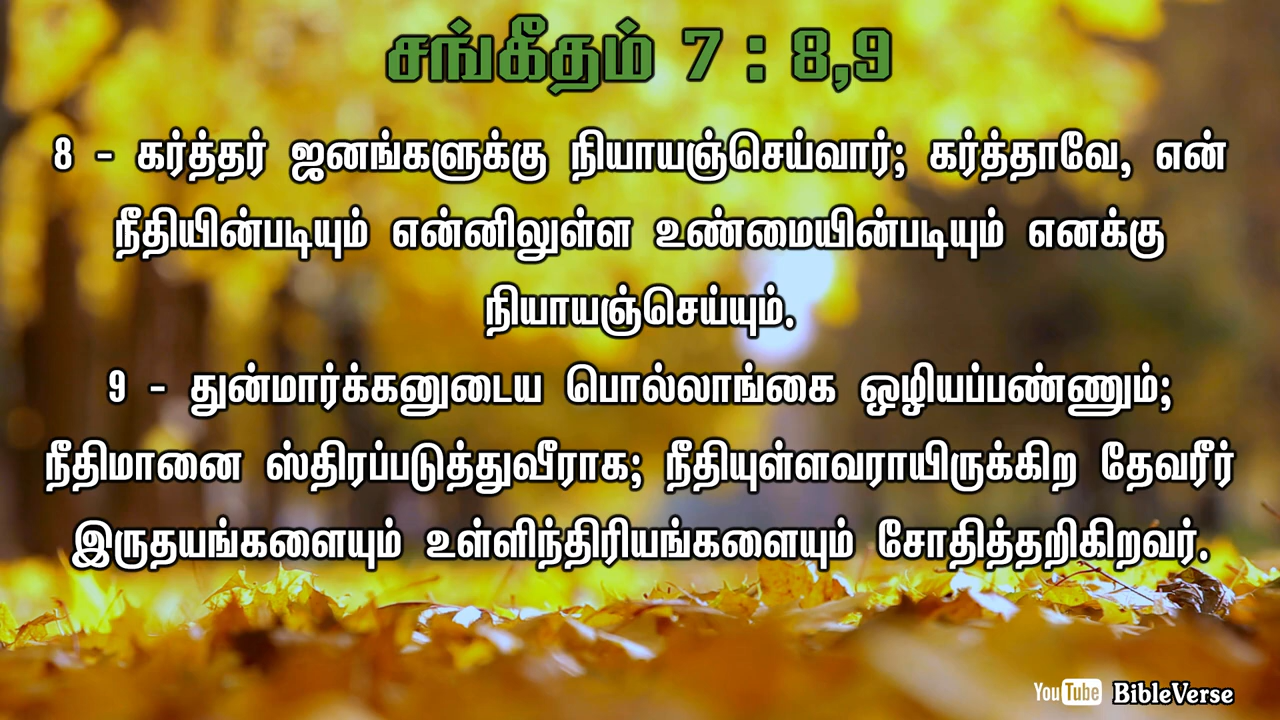 சங்கீதம் 7 : 8,9
8 - கர்த்தர் ஜனங்களுக்கு நியாயஞ்செய்வார்; கர்த்தாவே, என்
நீதியின்படியும் என்னிலுள்ள உண்மையின்படியும் எனக்கு
நியாயஞ்செய்யும்.
9 - துன்மார்க்கனுடைய பொல்லாங்கை ஒழியப்பண்ணும்;
நீதிமானை ஸ்திரப்படுத்துவீராக; நீதியுள்ளவராயிருக்கிற தேவரீர்
இருதயங்களையும் உள்ளிந்திரியங்களையும் சோதித்தறிகிறவர்.
YouTube BibleVerse